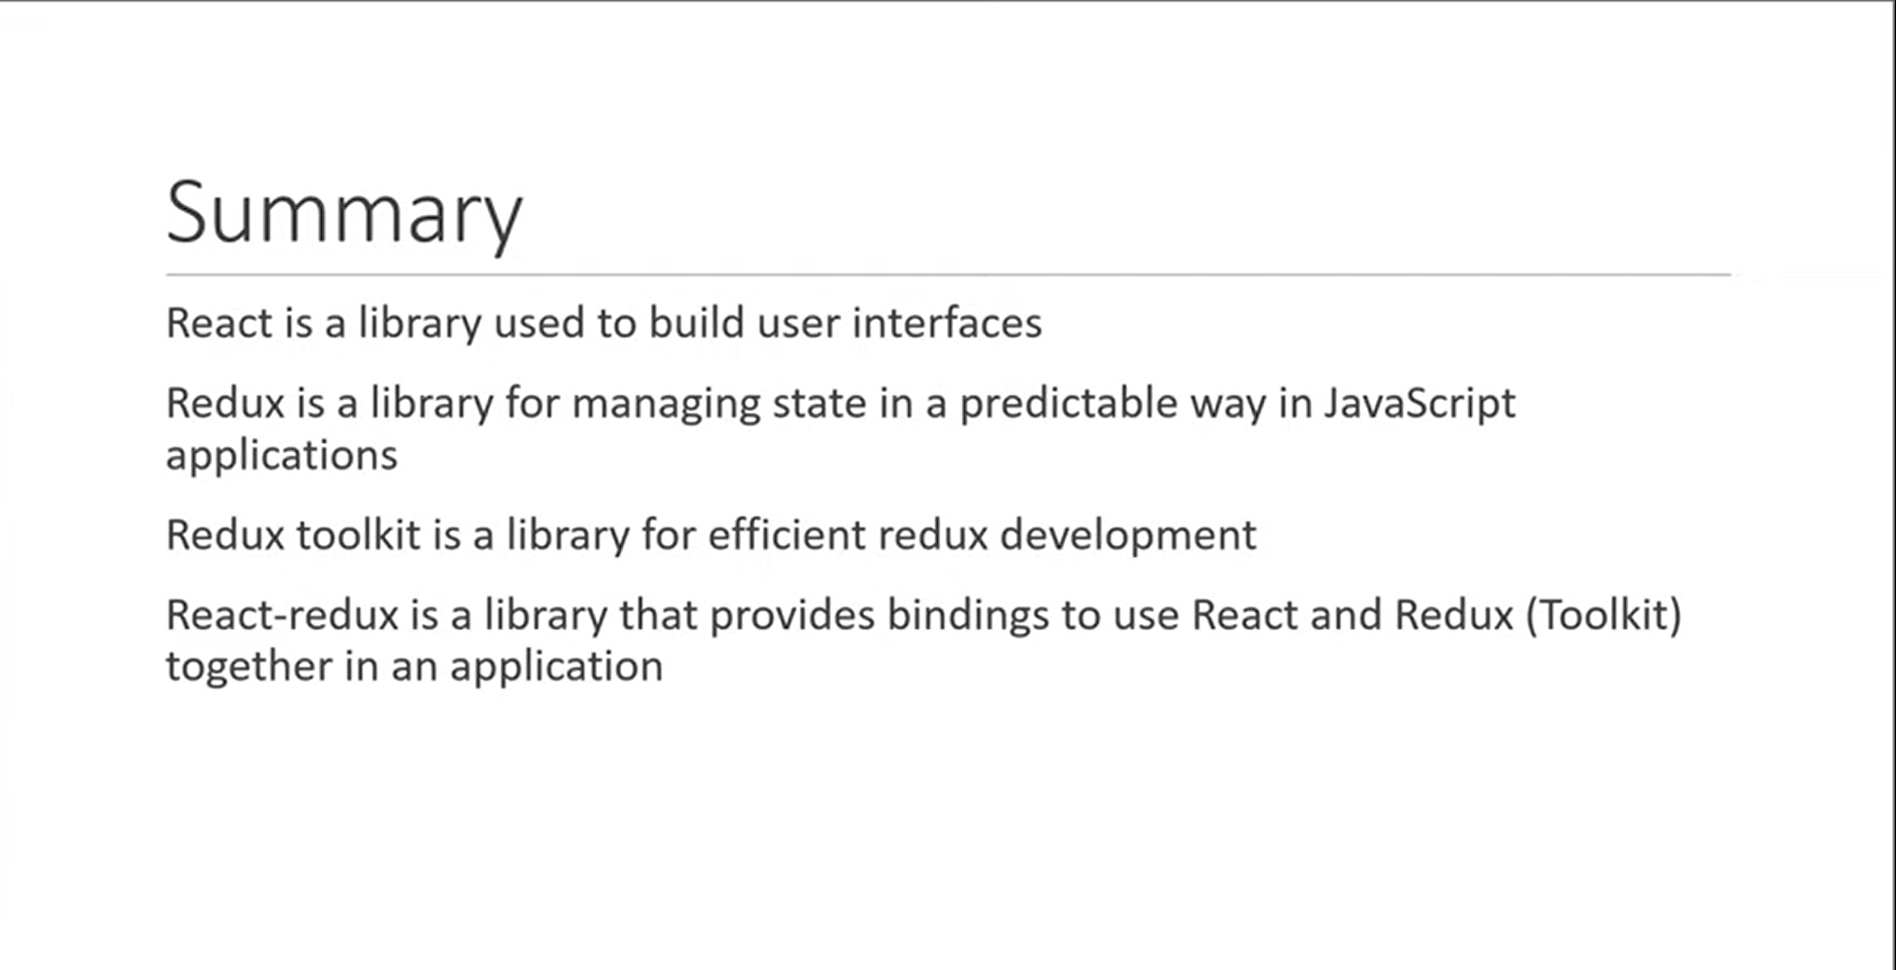 Summary
React is a library used to build user interfaces
Redux is a library for managing state in a predictable way in JavaScript
applications
Redux toolkit is a library for efficient redux development
React-redux is a library that provides bindings to use React and Redux (Toolkit)
together in an application